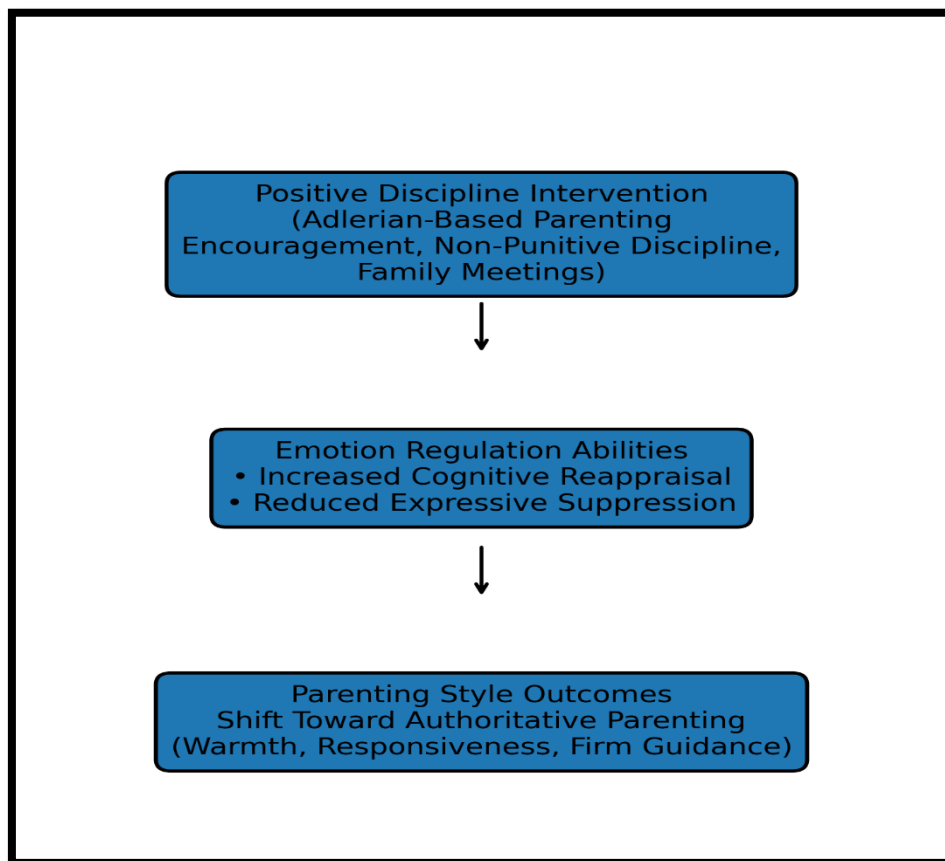 Positive Discipline Intervention
(Adlerian-Based Parenting
Encouragement, Non-Punitive Discipline,
Family Meetings)
Emotion Regulation Abilities
• Increased Cognitive Reappraisal
• Reduced Expressive Suppression
Parenting Style Outcomes
Shift Toward Authoritative Parenting
(Warmth, Responsiveness, Firm Guidance)